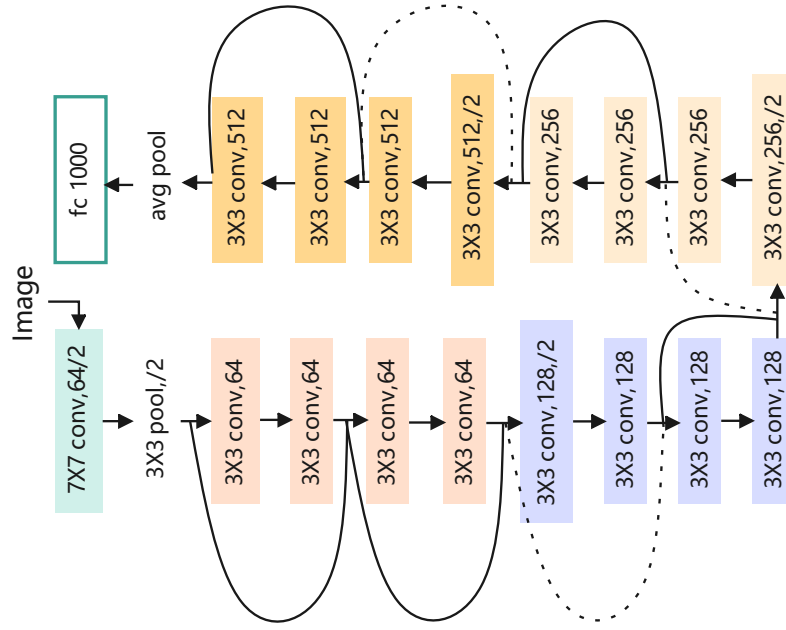 Image
7X7 conv,64/2
3X3 pool,/2
3X3 conv,64
3X3 conv,64
3X3 conv,64
3X3 conv,64
3X3 conv,128,/2
3X3 conv,128
3X3 conv,128
3X3 conv,128
3X3 conv,256,/2
3X3 conv,256
3X3 conv,256
3X3 conv,256
3X3 conv,512,/2
3X3 conv,512
3X3 conv,512
3X3 conv,512
avg pool
fc 1000